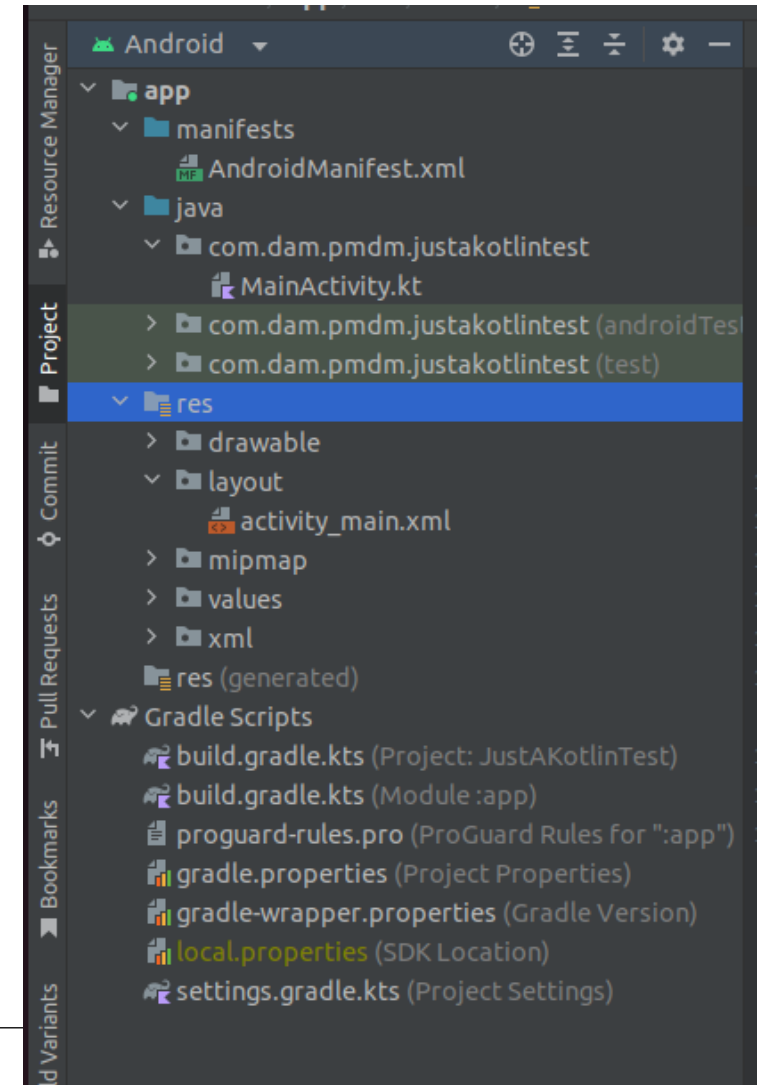 Android
app
manifests
MF AndroidManifest.xml
java
com.dam.pmdm.justakotlintest
MainActivity.kt
com.dam.pmdm.justakotlintest (androidTes
com.dam.pmdm.justakotlintest (test)
res
drawable
layout
activity_main.xml
mipmap
values
xml
res (generated)
Gradle Scripts
build.gradle.kts (Project: JustAKotlinTest)
build.gradle.kts (Module :app)
proguard-rules.pro (ProGuard Rules for ":app")
gradle.properties (Project Properties)
gradle-wrapper.properties (Gradle Version)
local.properties (SDK Location)
settings.gradle.kts (Project Settings)
Resource Manager
Project
Commit
Pull Requests
Bookmarks
ld Variants